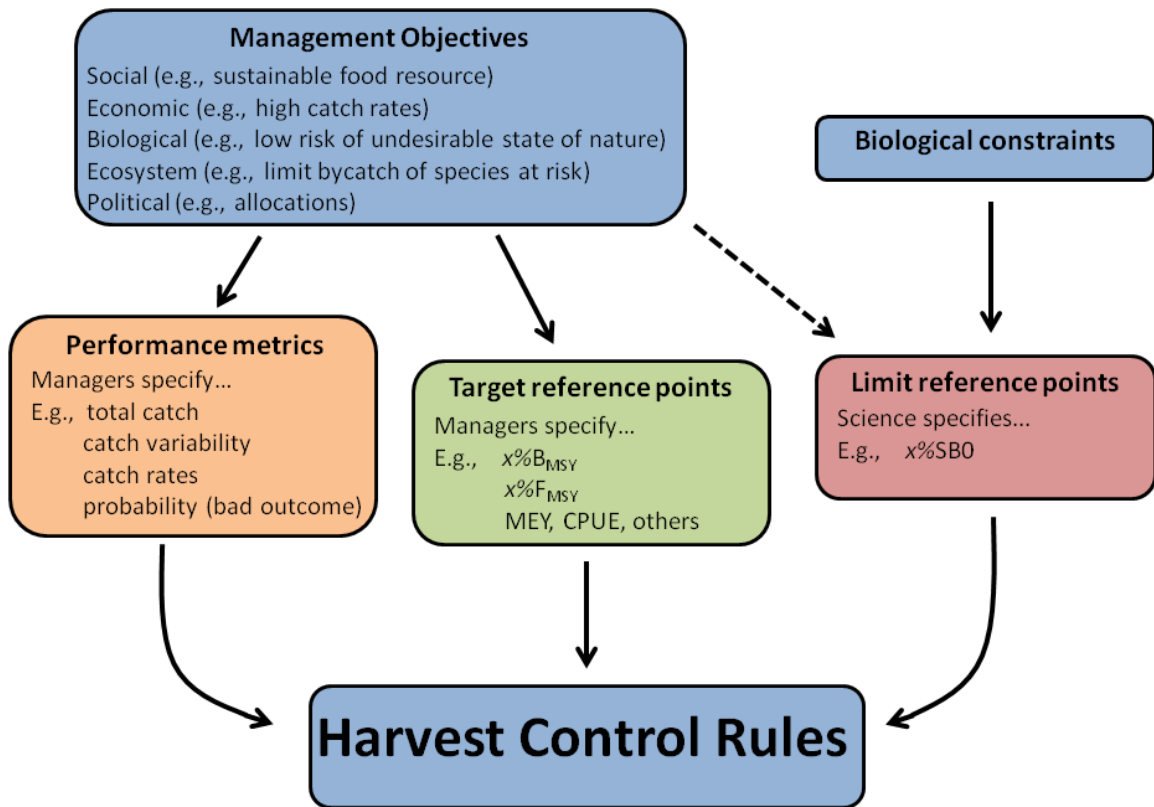 Management Objectives
Social (e.g., sustainable food resource)
Economic (e.g., high catch rates)
Biological (e.g., low risk of undesirable state of nature)
Ecosystem (e.g., limit bycatch of species at risk)
Political (e.g., allocations)
Biological constraints
Performance metrics
Managers specify...
E.g., total catch
catch variability
catch rates
probability (bad outcome)
Target reference points
Managers specify...
E.g., x%B_MSY
x%F_MSY
MEY, CPUE, others
Limit reference points
Science specifies...
E.g., x%SB0
Harvest Control Rules